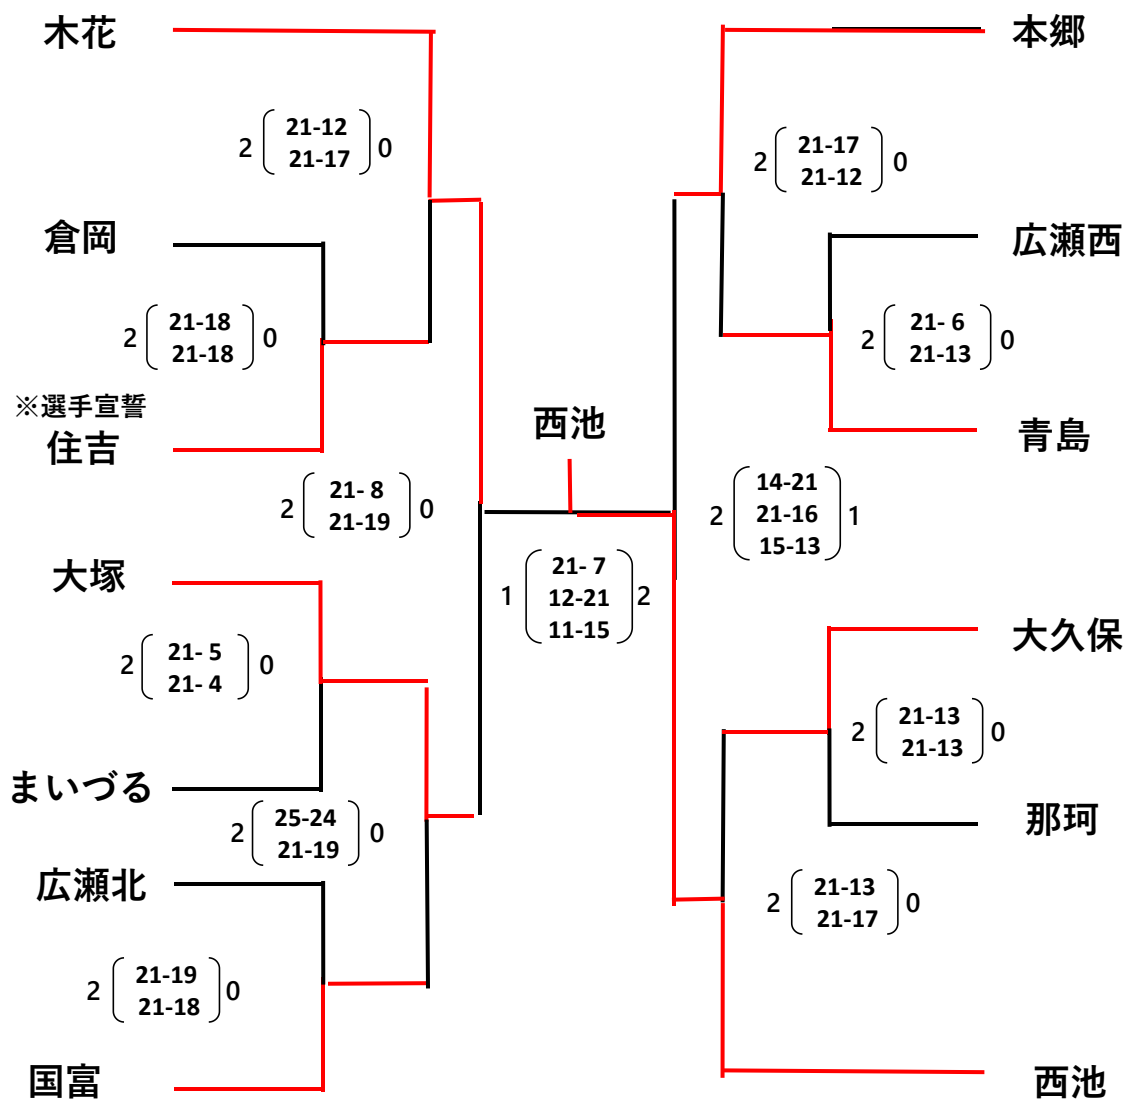 木花
2 21-12 0
21-17
倉岡
2 21-18 0
21-18
※選手宣誓
住吉
2 21- 8 0
21-19
大塚
2 21- 5 0
21- 4
まいづる
2 25-24 0
21-19
広瀬北
2 21-19 0
21-18
国富
西池
1 21- 7 2
12-21
11-15
本郷
2 21-17 0
21-12
広瀬西
2 21- 6 0
21-13
青島
2 14-21 1
21-16
15-13
大久保
2 21-13 0
21-13
那珂
2 21-13 0
21-17
西池